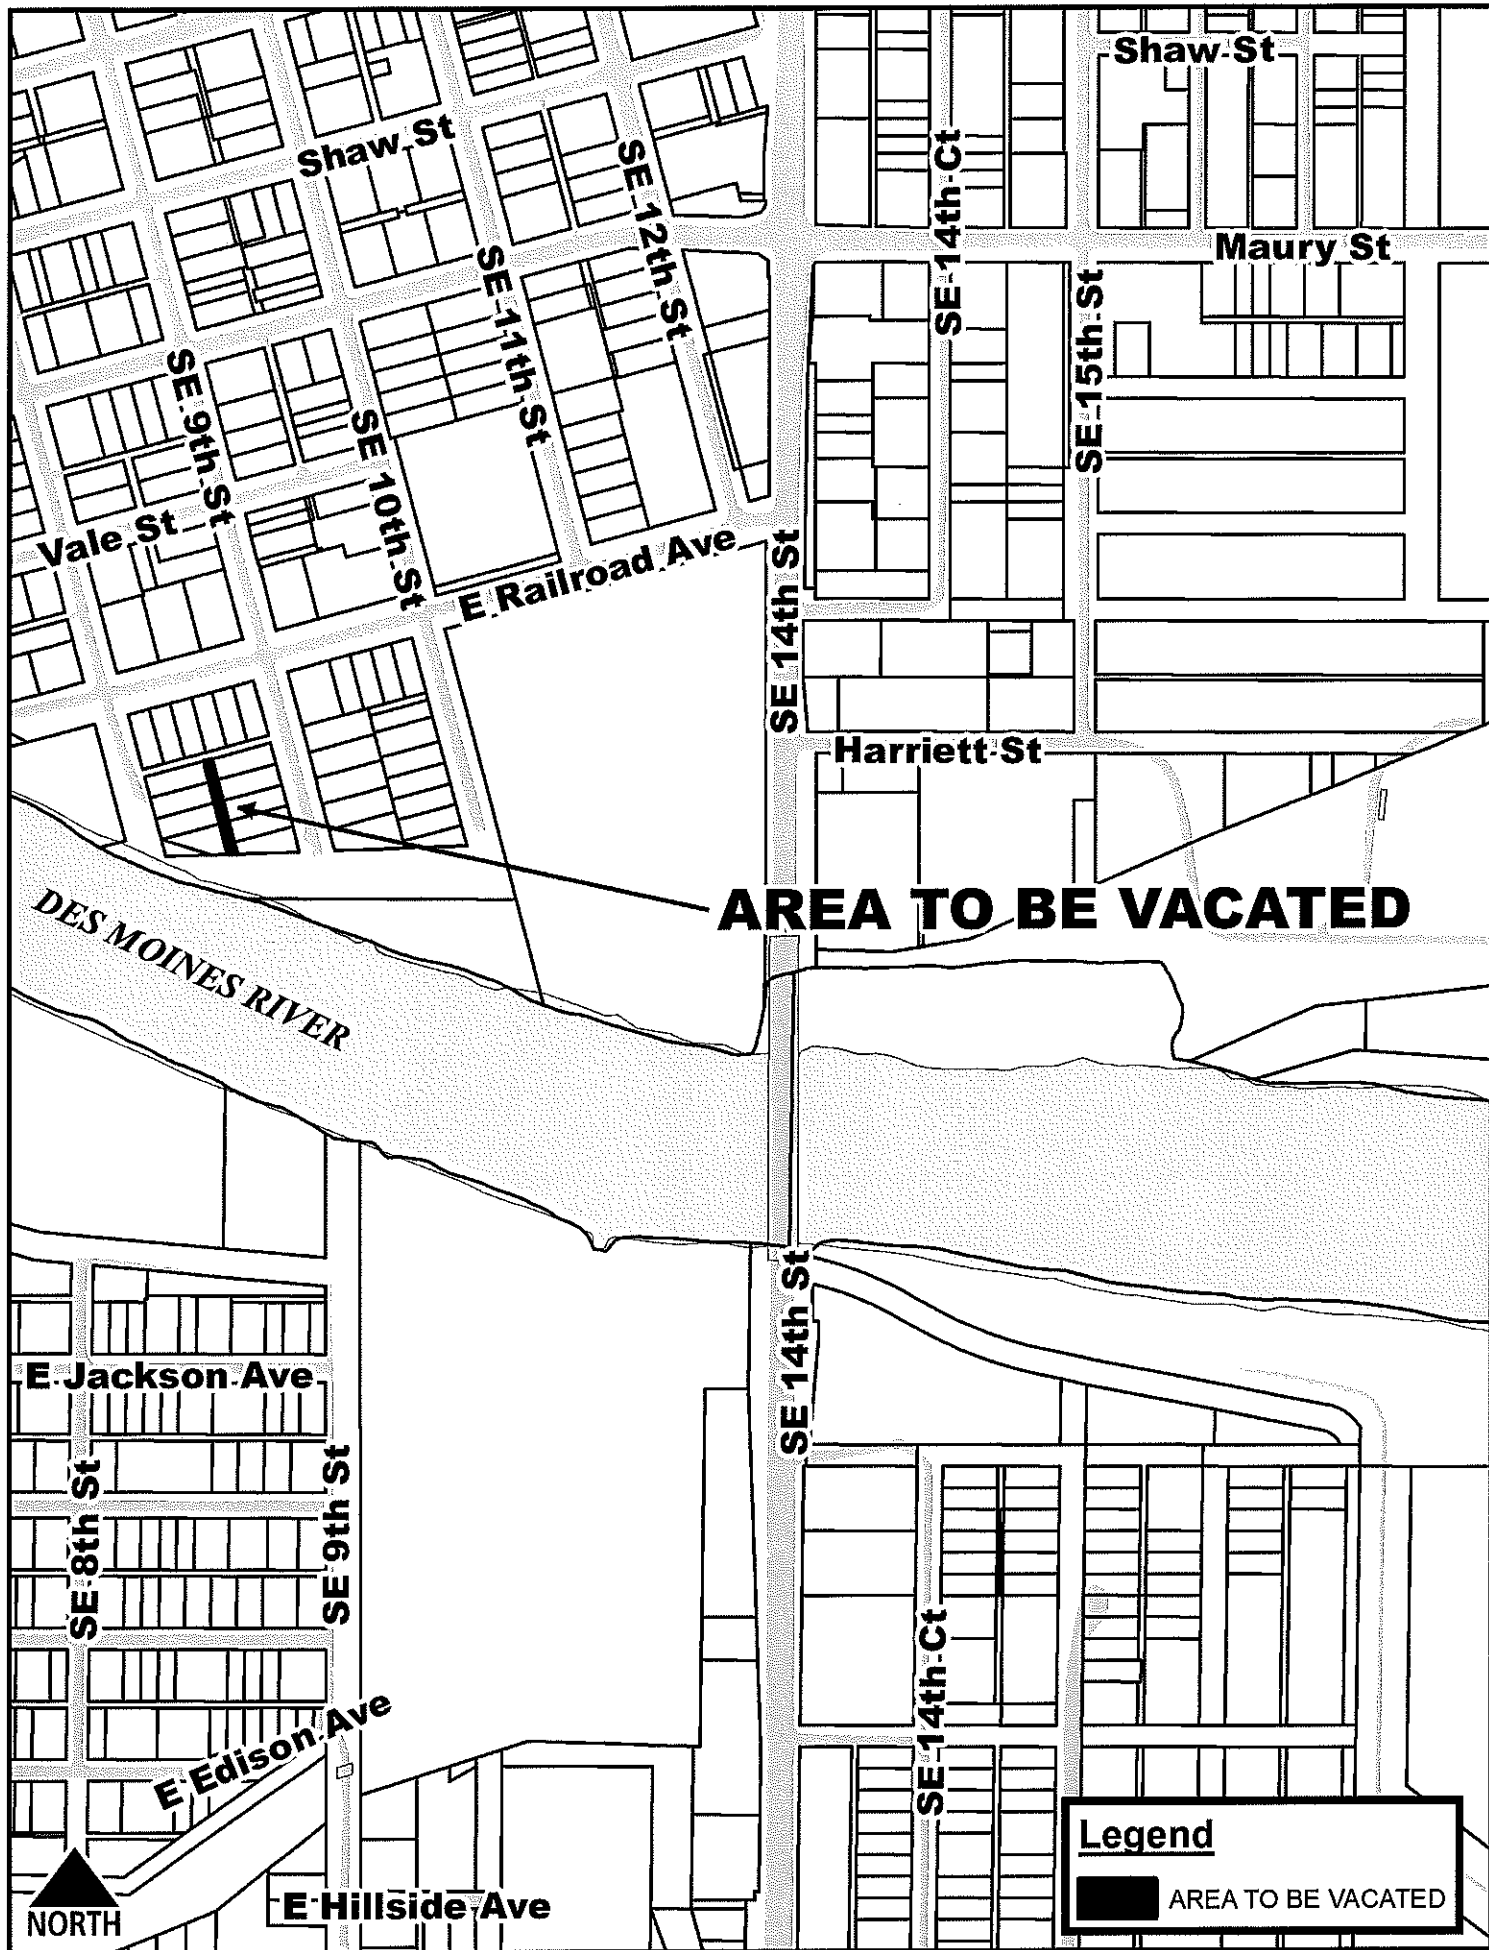 Shaw St
Shaw St
SE 12th St
SE 14th Ct
Maury St
SE 11th St
SE 15th St
SE 9th St
SE 10th St
Vale St
E Railroad Ave
SE 14th St
Harriett St
AREA TO BE VACATED
DES MOINES RIVER
SE 14th St
E Jackson Ave
SE 8th St
SE 9th St
SE 14th Ct
E Edison Ave
Legend
AREA TO BE VACATED
NORTH
E Hillside Ave